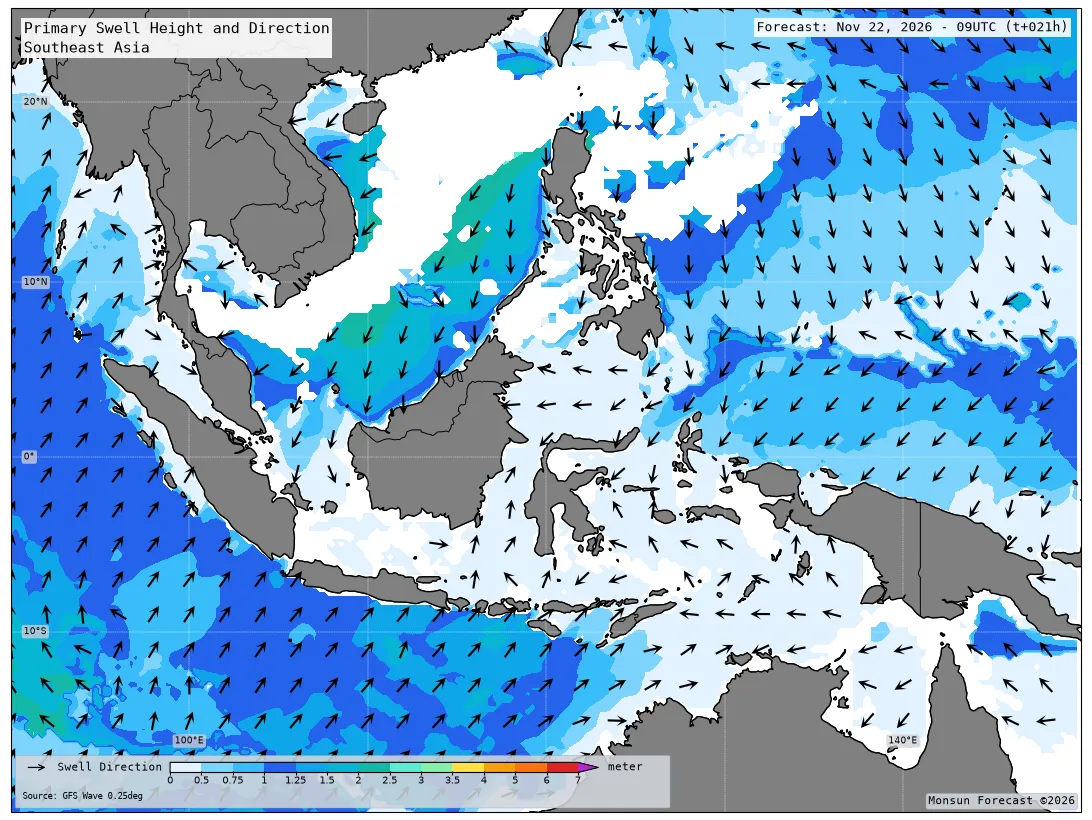 Primary Swell Height and Direction
Southeast Asia
Forecast: Nov 22, 2026 - 09UTC (t+021h)
20°N
10°N
0°
10°S
100°E
140°E
Swell Direction
0 0.5 0.75 1 1.25 1.5 2 2.5 3 3.5 4 5 6 7
meter
Source: GFS Wave 0.25deg
Monsun Forecast ©2026